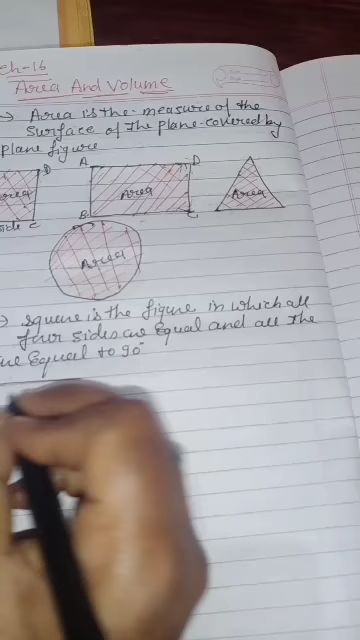 ch-16
Area And Volume
→ Area is the measure of the
surface of the plane covered by
plane figure
D
Area
C
A D
Area
B C
Area
Area
→ square is the figure in which all
four sides are Equal and all the
are Equal to 90°